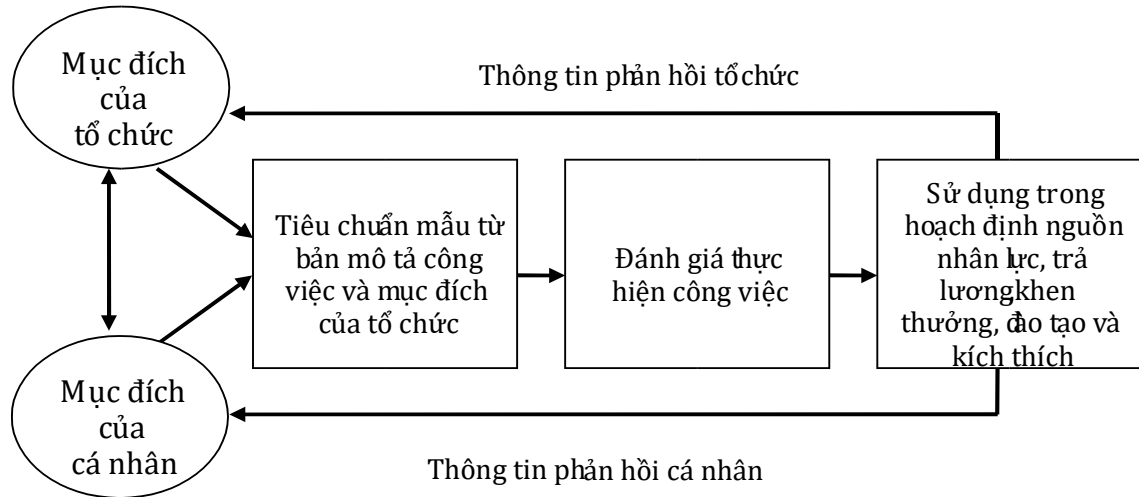 Mục đích
của
tổ chức
Thông tin phản hồi tổ chức
Tiêu chuẩn mẫu từ
bản mô tả công
việc và mục đích
của tổ chức
Đánh giá thực
hiện công việc
Sử dụng trong
hoạch định nguồn
nhân lực, trả
lương,khen
thưởng, đào tạo và
kích thích
Mục đích
của
cá nhân
Thông tin phản hồi cá nhân